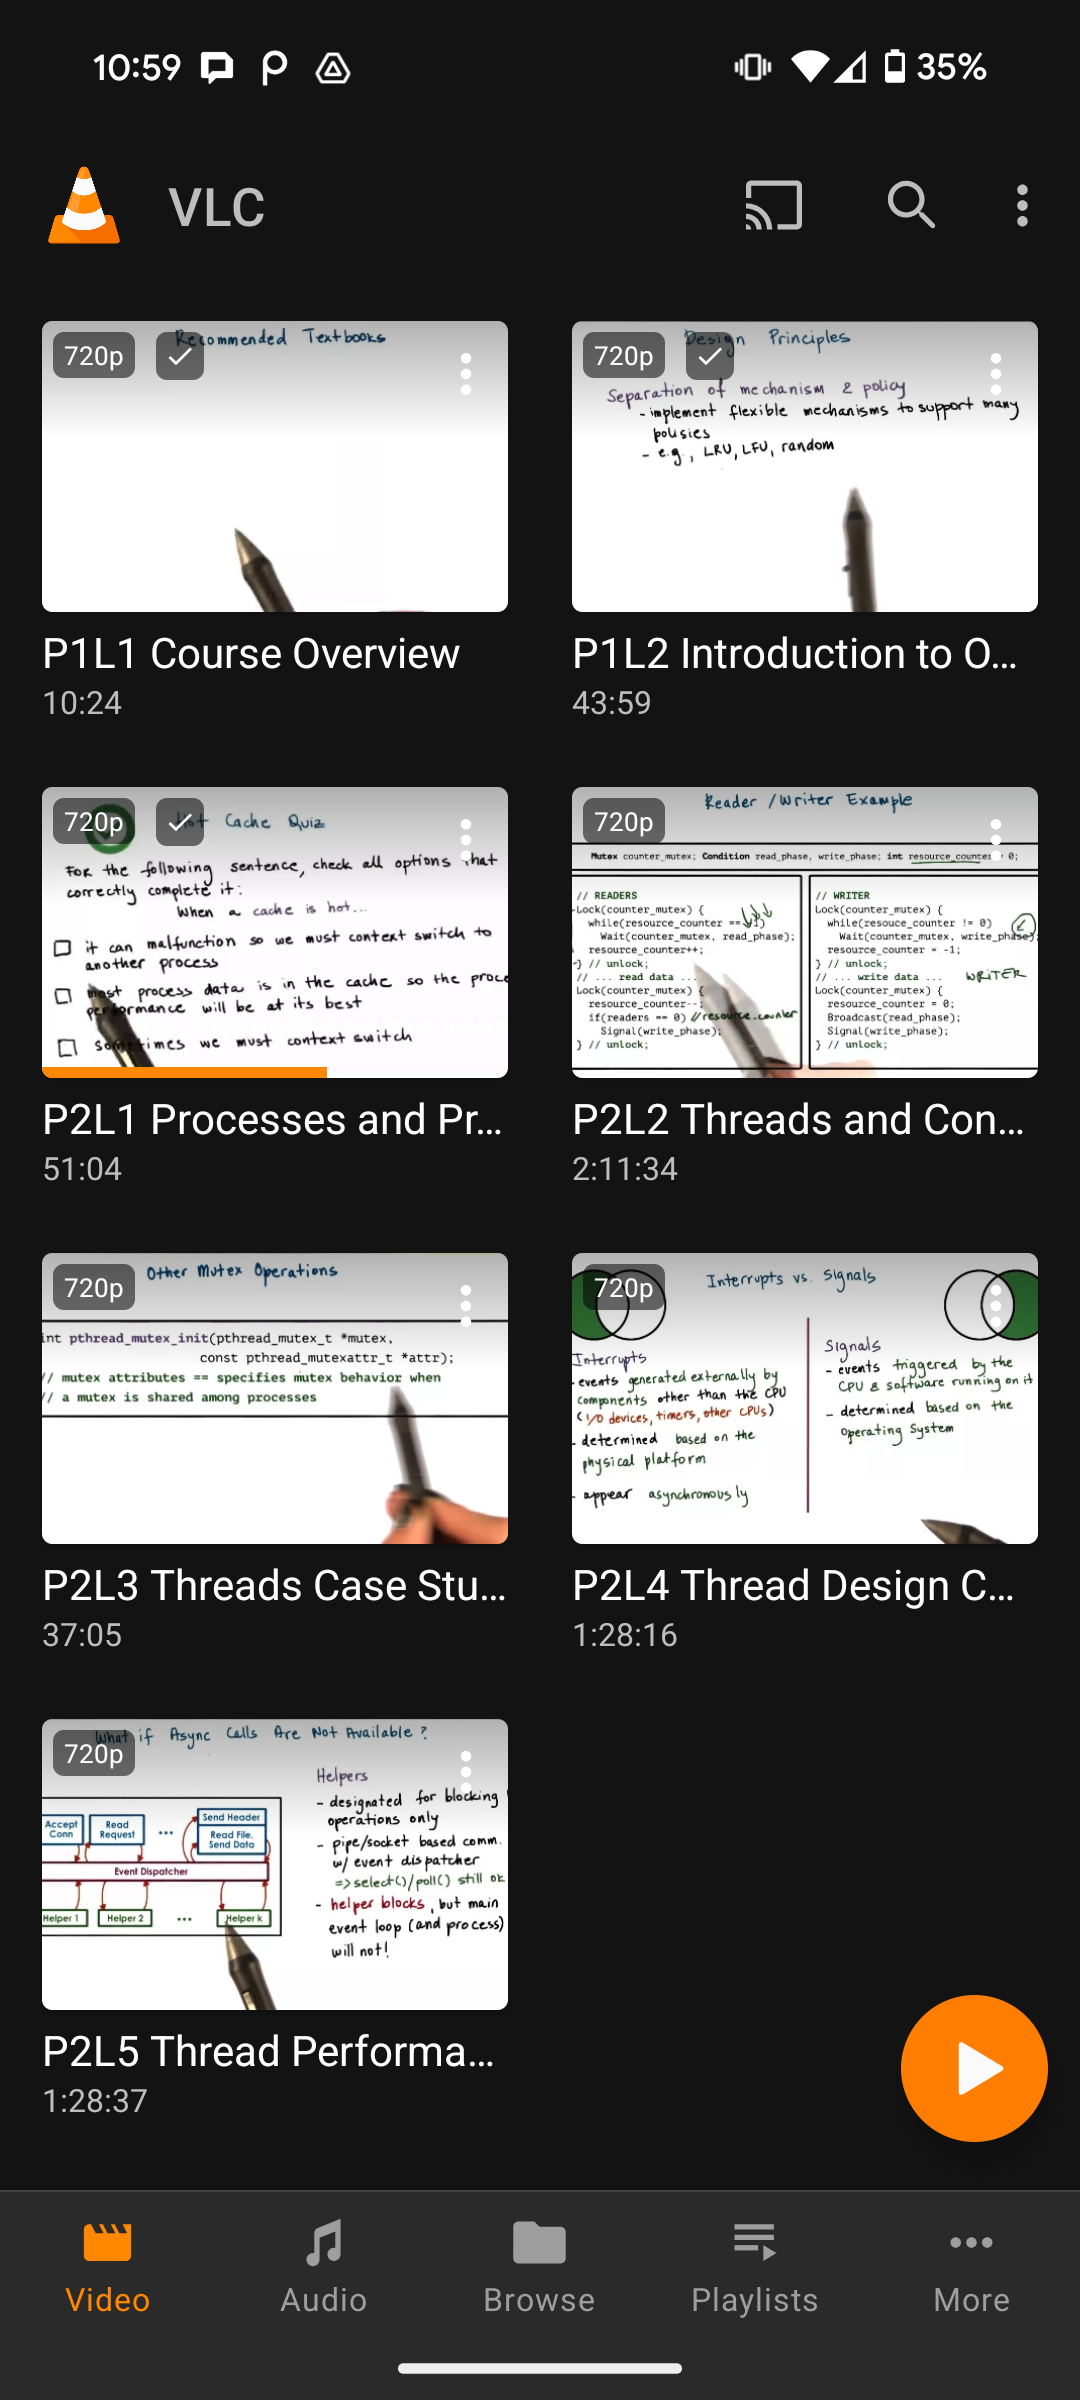 10:59
35%
VLC
Recommended Textbooks
720p
P1L1 Course Overview
10:24
Design Principles
720p
Separation of mechanism & policy
- implement flexible mechanisms to support many
polisies
- e.g., LRU, LFU, random
P1L2 Introduction to O...
43:59
Hot Cache Quiz
720p
For the following sentence, check all options that
correctly complete it:
When a cache is hot...
it can malfunction so we must context switch to
another process
most process data is in the cache so the proce
performance will be at its best
Sometimes we must context switch
P2L1 Processes and Pr...
51:04
Reader/Writer Example
720p
Mutex counter_mutex; Condition read_phase, write_phase; int resource_counter = 0;
// READERS
Lock(counter_mutex) {
while(resource_counter == -1)
Wait(counter_mutex, read_phase);
resource_counter++;
} // unlock;
// ... read data ...
Lock(counter_mutex) {
resource_counter--;
if(readers == 0) //resource_counter
Signal(write_phase);
} // unlock;
// WRITER
Lock(counter_mutex) {
while(resouce_counter != 0)
Wait(counter_mutex, write_phase);
resource_counter = -1;
} // unlock;
// ... write data ...
WRITER
Lock(counter_mutex) {
resource_counter = 0;
Broadcast(read_phase);
Signal(write_phase);
} // unlock;
P2L2 Threads and Con...
2:11:34
Other Mutex Operations
720p
int pthread_mutex_init(pthread_mutex_t *mutex,
const pthread_mutexattr_t *attr);
// mutex attributes == specifies mutex behavior when
// a mutex is shared among processes
P2L3 Threads Case Stu...
37:05
Interrupts vs. Signals
720p
Interrupts
- events generated externally by
components other than the CPU
(I/O devices, timers, other CPUs)
- determined based on the
physical platform
- appear asynchronously
Signals
- events triggered by the
CPU & software running on it
- determined based on the
operating system
P2L4 Thread Design C...
1:28:16
What if Async Calls Are Not Available?
720p
Accept
Conn
Read
Request
...
Send Header
Read File,
Send Data
Event Dispatcher
Helper 1
Helper 2
...
Helper k
Helpers
- designated for blocking
operations only
- pipe/socket based comm.
w/ event dispatcher
=> select()/poll() still ok
- helper blocks, but main
event loop (and process)
will not!
P2L5 Thread Performa...
1:28:37
Video
Audio
Browse
Playlists
More